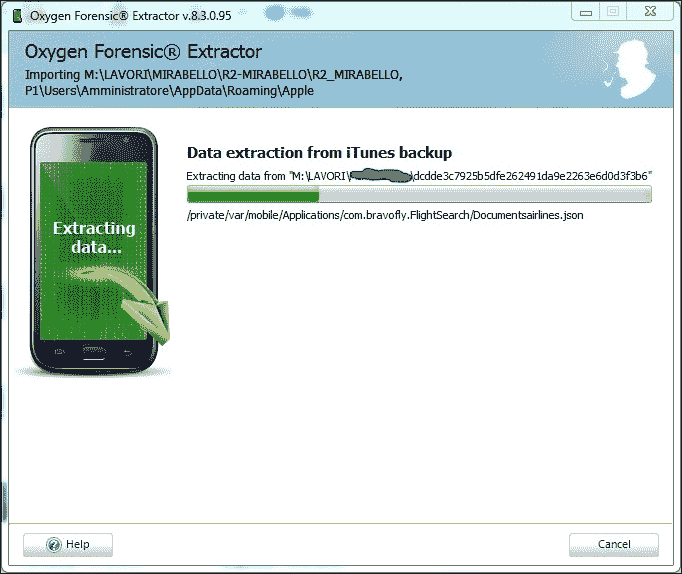 Oxygen Forensic® Extractor v.8.3.0.95
Oxygen Forensic® Extractor
Importing M:\LAVORI\MIRABELLO\R2-MIRABELLO\R2_MIRABELLO,
P1\Users\Amministratore\AppData\Roaming\Apple
Extracting
data...
Data extraction from iTunes backup
Extracting data from "M:\LAVORI\ \dcdde3c7925b5dfe262491da9e2263e6d0d3f3b6"
/private/var/mobile/Applications/com.bravofly.FlightSearch/Documentsairlines.json
Help
Cancel